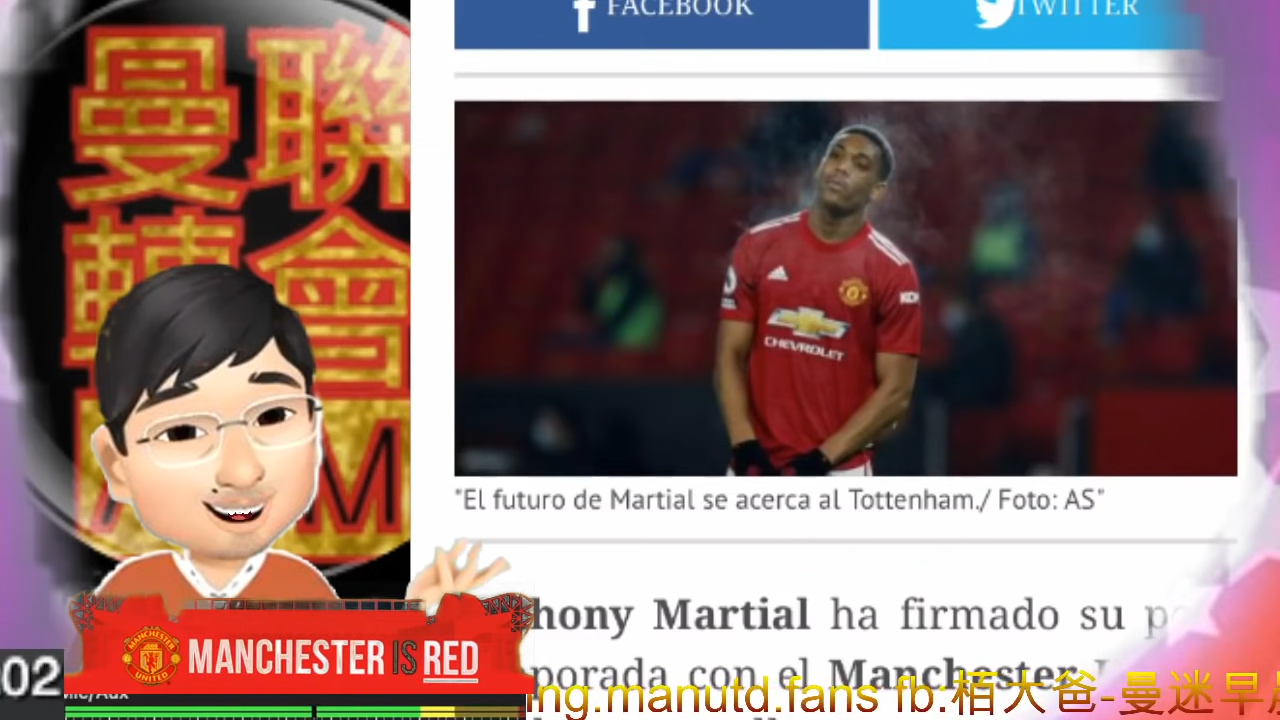 FACEBOOK
TWITTER
曼聯
轉會
CHEVROLET
"El futuro de Martial se acerca al Tottenham./ Foto: AS"
hony Martial ha firmado su
porada con el Manchester
MANCHESTER IS RED
MANCHESTER
UNITED
:02
Mic/Aux
ng.manutd.fans fb:栢大爸-曼迷早